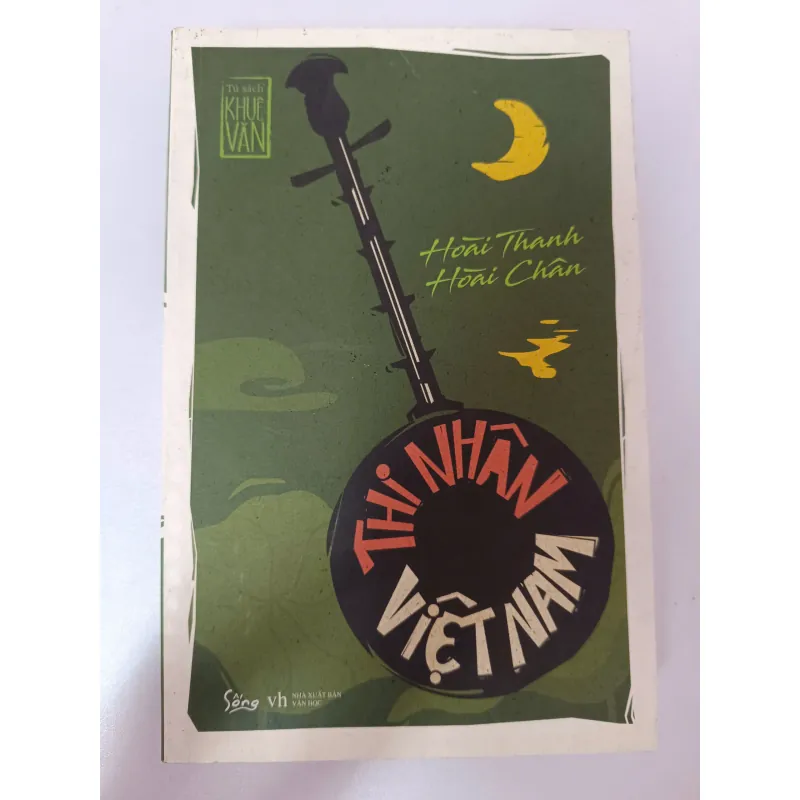 Tủ sách
KHUÊ
VĂN
Hoài Thanh
Hoài Chân
THI NHÂN
VIỆT NAM
Sống
vh
NHÀ XUẤT BẢN
VĂN HỌC